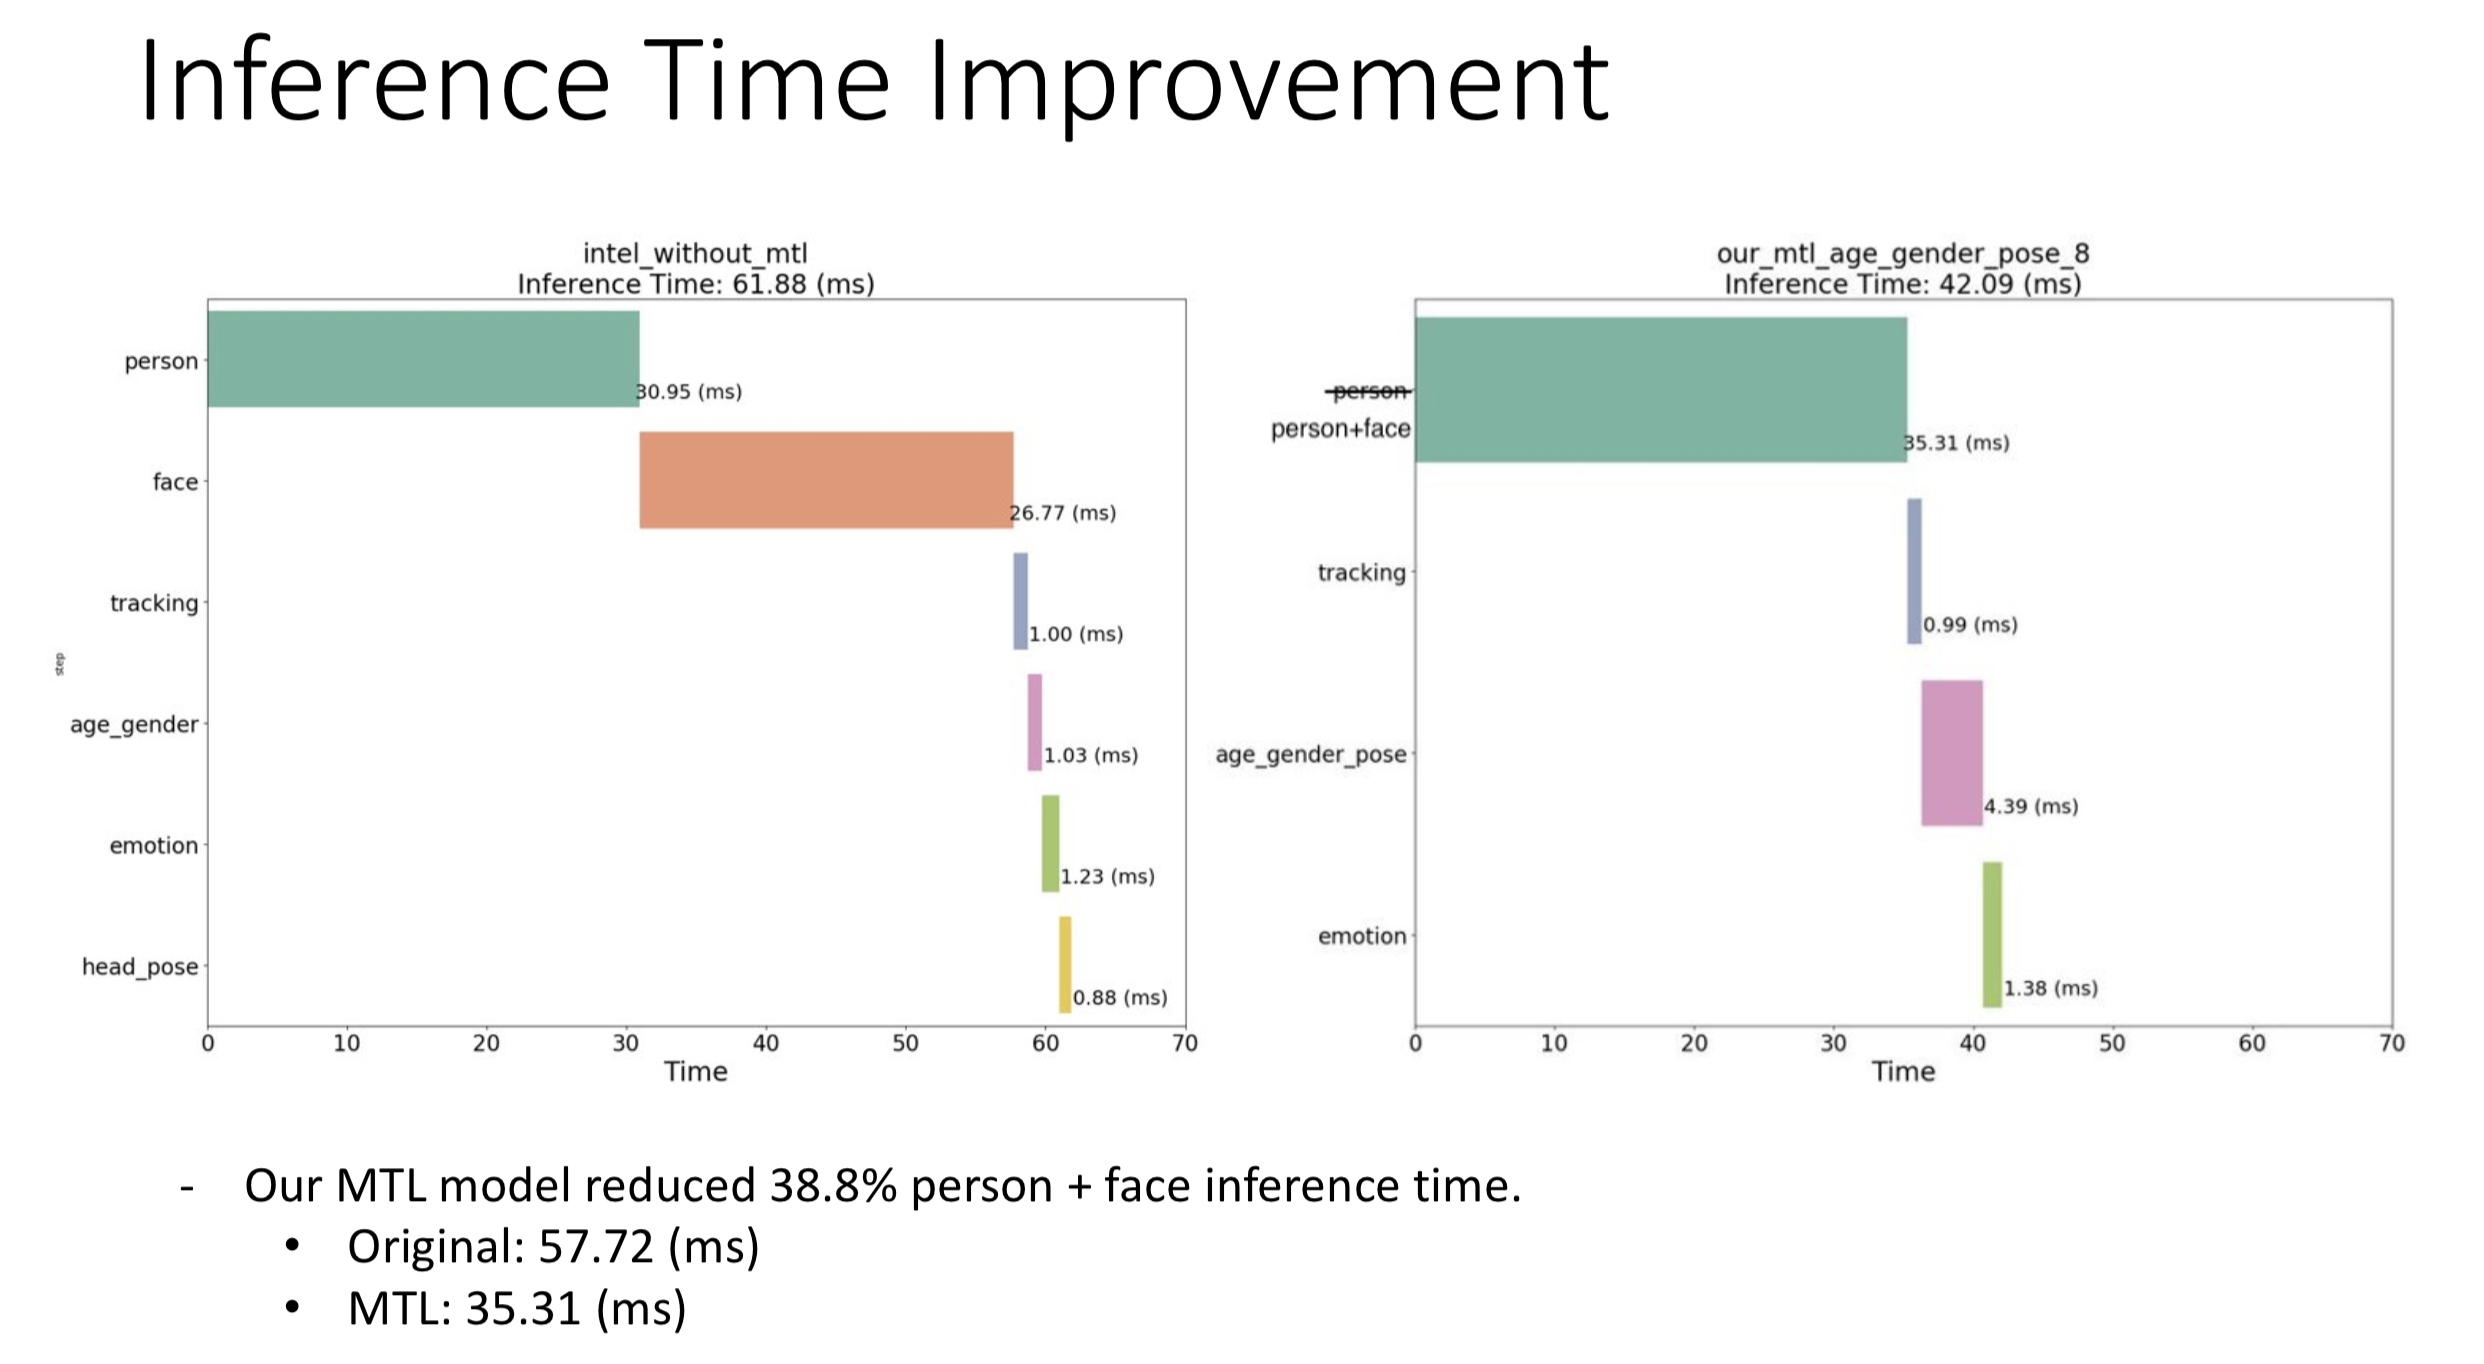 Inference Time Improvement
intel_without_mtl
Inference Time: 61.88 (ms)
person
30.95 (ms)
face
26.77 (ms)
tracking
1.00 (ms)
step
age_gender
1.03 (ms)
emotion
1.23 (ms)
head_pose
0.88 (ms)
0 10 20 30 40 50 60 70
Time
our_mtl_age_gender_pose_8
Inference Time: 42.09 (ms)
person
person+face
35.31 (ms)
tracking
0.99 (ms)
age_gender_pose
4.39 (ms)
emotion
1.38 (ms)
0 10 20 30 40 50 60 70
Time
- Our MTL model reduced 38.8% person + face inference time.
• Original: 57.72 (ms)
• MTL: 35.31 (ms)